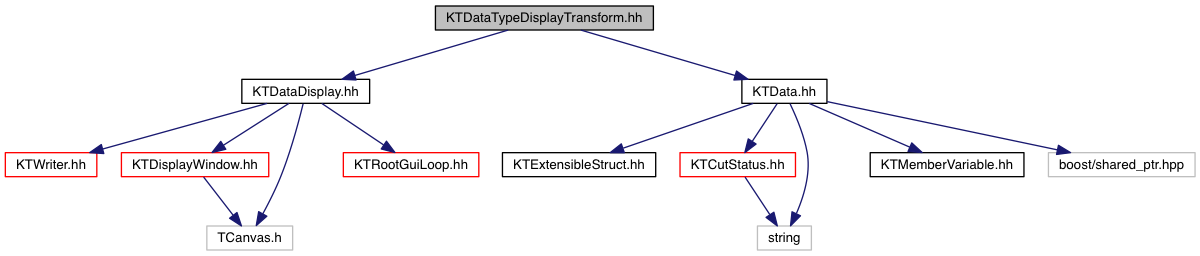 KTDataTypeDisplayTransform.hh
KTDataDisplay.hh
KTData.hh
KTWriter.hh
KTDisplayWindow.hh
KTRootGuiLoop.hh
KTExtensibleStruct.hh
KTCutStatus.hh
KTMemberVariable.hh
boost/shared_ptr.hpp
TCanvas.h
string